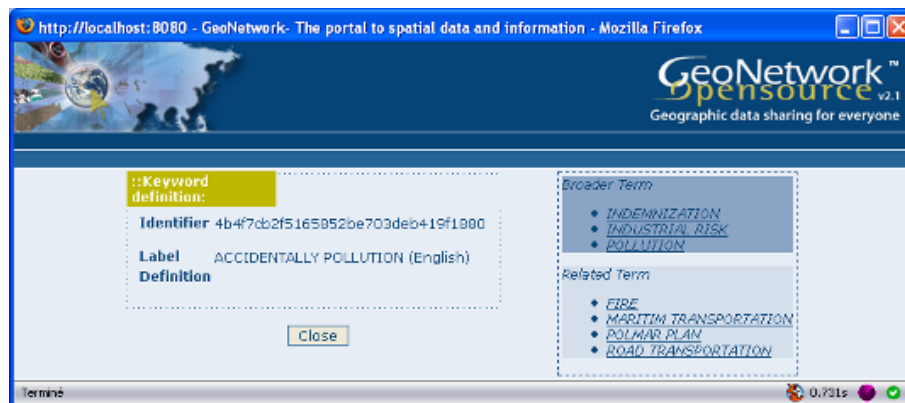 http://localhost:8080 - GeoNetwork- The portal to spatial data and information - Mozilla Firefox
GeoNetwork™
Opensource v2.1
Geographic data sharing for everyone
::Keyword
definition:
Identifier
Label ACCIDENTALLY POLLUTION (English)
Definition
Close
Broader Term
• INDEMNIZATION
• INDUSTRIAL RISK
• POLLUTION
Related Term
• FIRE
• MARITIM TRANSPORTATION
• POLMAR PLAN
• ROAD TRANSPORTATION
Terminé
0.731s